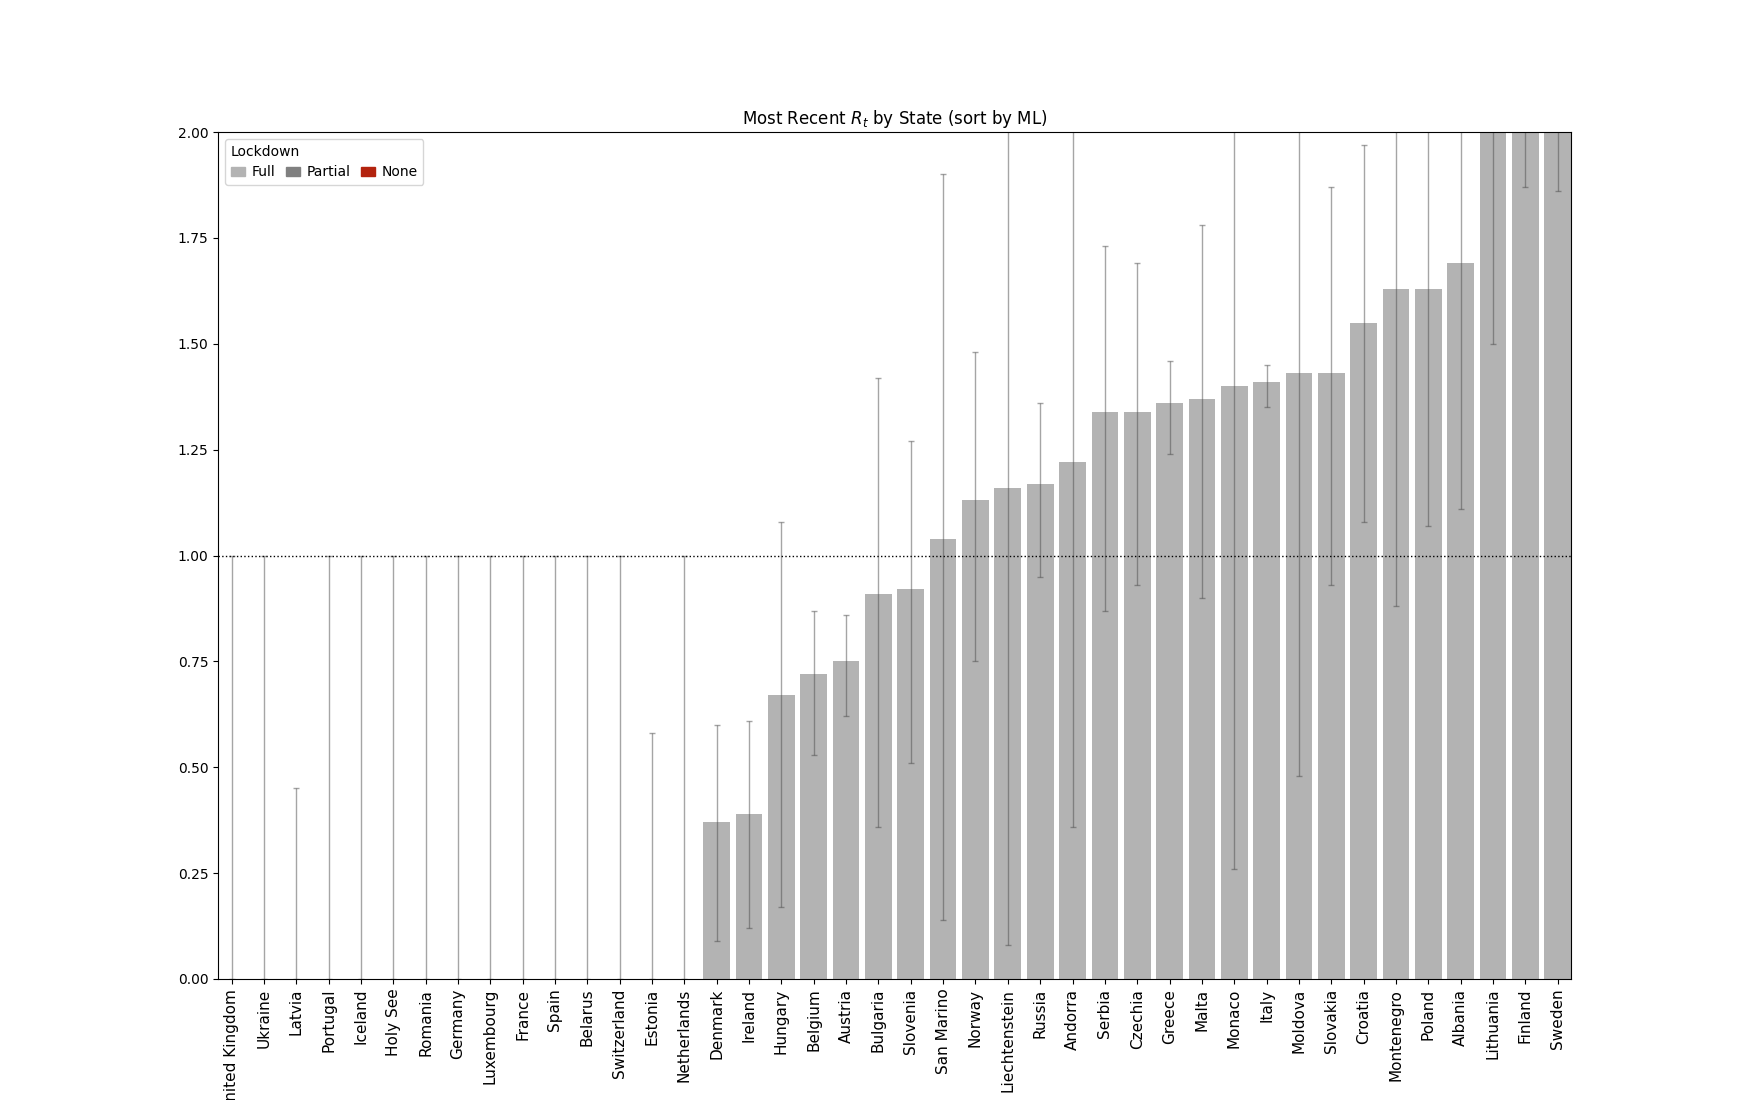 Most Recent R_t by State (sort by ML)
2.00
Lockdown
Full Partial None
1.75
1.50
1.25
1.00
0.75
0.50
0.25
0.00
nited Kingdom
Ukraine
Latvia
Portugal
Iceland
Holy See
Romania
Germany
Luxembourg
France
Spain
Belarus
Switzerland
Estonia
Netherlands
Denmark
Ireland
Hungary
Belgium
Austria
Bulgaria
Slovenia
San Marino
Norway
Liechtenstein
Russia
Andorra
Serbia
Czechia
Greece
Malta
Monaco
Italy
Moldova
Slovakia
Croatia
Montenegro
Poland
Albania
Lithuania
Finland
Sweden